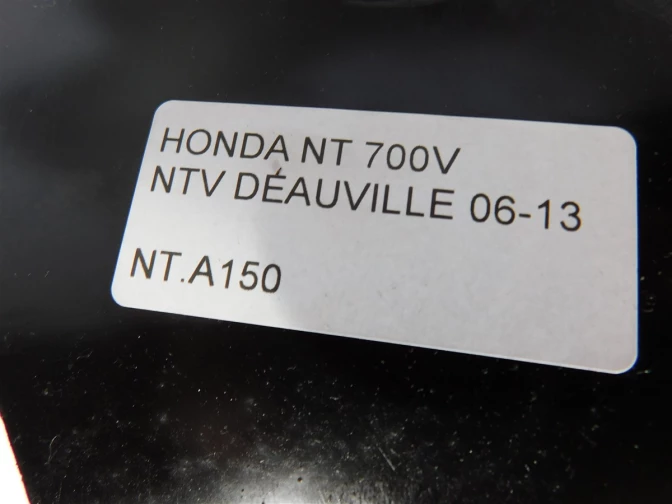 HONDA NT 700V
NTV DÉAUVILLE 06-13
NT.A150